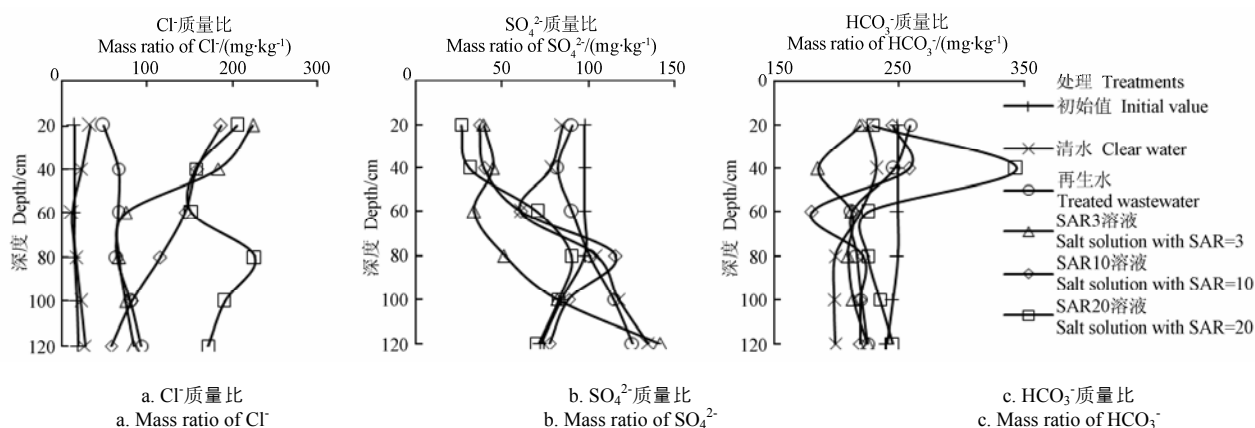 Cl⁻质量比
Mass ratio of Cl⁻/(mg·kg⁻¹)
0 100 200 300
20
40
60
80
100
120
深度 Depth/cm
a. Cl⁻质量比
a. Mass ratio of Cl⁻
SO₄²⁻质量比
Mass ratio of SO₄²⁻/(mg·kg⁻¹)
0 50 100 150
20
40
60
80
100
120
深度 Depth/cm
b. SO₄²⁻质量比
b. Mass ratio of SO₄²⁻
HCO₃⁻质量比
Mass ratio of HCO₃⁻/(mg·kg⁻¹)
150 250 350
0
20
40
60
80
100
120
深度 Depth/cm
处理 Treatments
初始值 Initial value
清水 Clear water
再生水
Treated wastewater
SAR3溶液
Salt solution with SAR=3
SAR10溶液
Salt solution with SAR=10
SAR20溶液
Salt solution with SAR=20
c. HCO₃⁻质量比
c. Mass ratio of HCO₃⁻